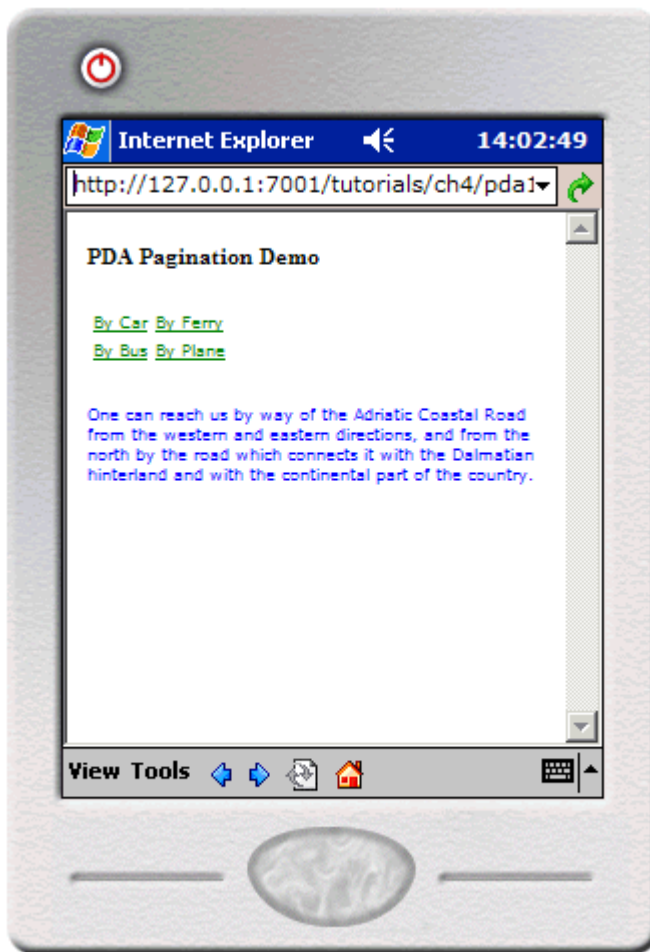 Internet Explorer 14:02:49
http://127.0.0.1:7001/tutorials/ch4/pda1
PDA Pagination Demo
By Car By Ferry
By Bus By Plane
One can reach us by way of the Adriatic Coastal Road
from the western and eastern directions, and from the
north by the road which connects it with the Dalmatian
hinterland and with the continental part of the country.
View Tools